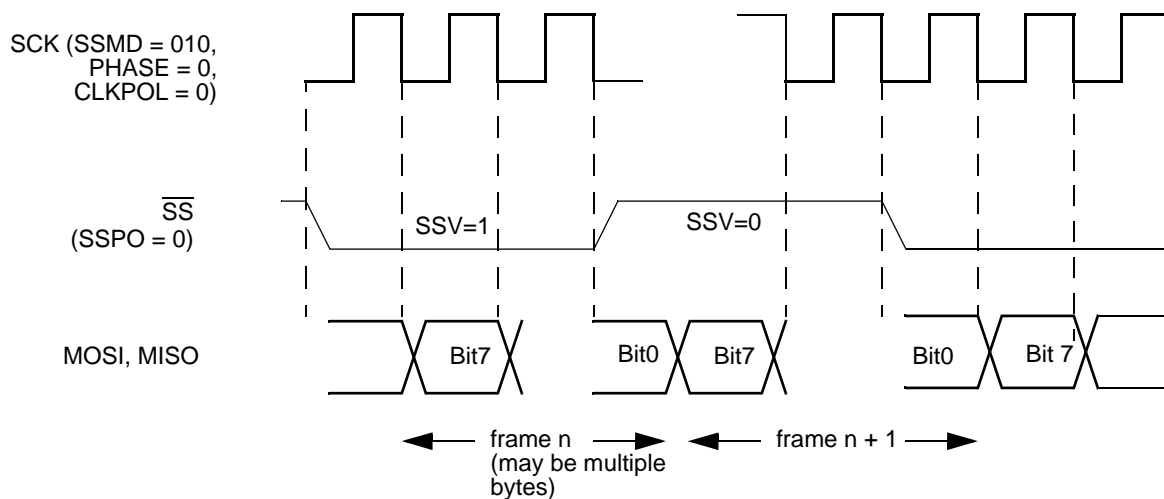 SCK (SSMD = 010,
PHASE = 0,
CLKPOL = 0)
SS
(SSPO = 0)
SSV=1
SSV=0
MOSI, MISO
Bit7
Bit0
Bit7
Bit0
Bit 7
frame n
(may be multiple
bytes)
frame n + 1